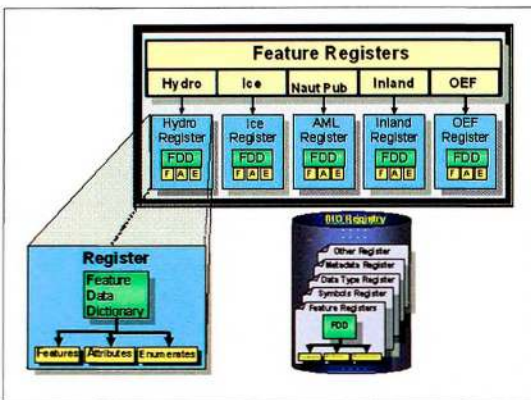 Feature Registers
Hydro Ice Naut Pub Inland OEF
Hydro Register
FDD
F A E
Ice Register
FDD
F A E
AML Register
FDD
F A E
Inland Register
FDD
F A E
OEF Register
FDD
F A E
Register
Feature
Data
Dictionary
Features Attributes Enumerates
Registry
Other Register
Metadata Register
Data Type Register
Symbols Register
Feature Registers
FDD